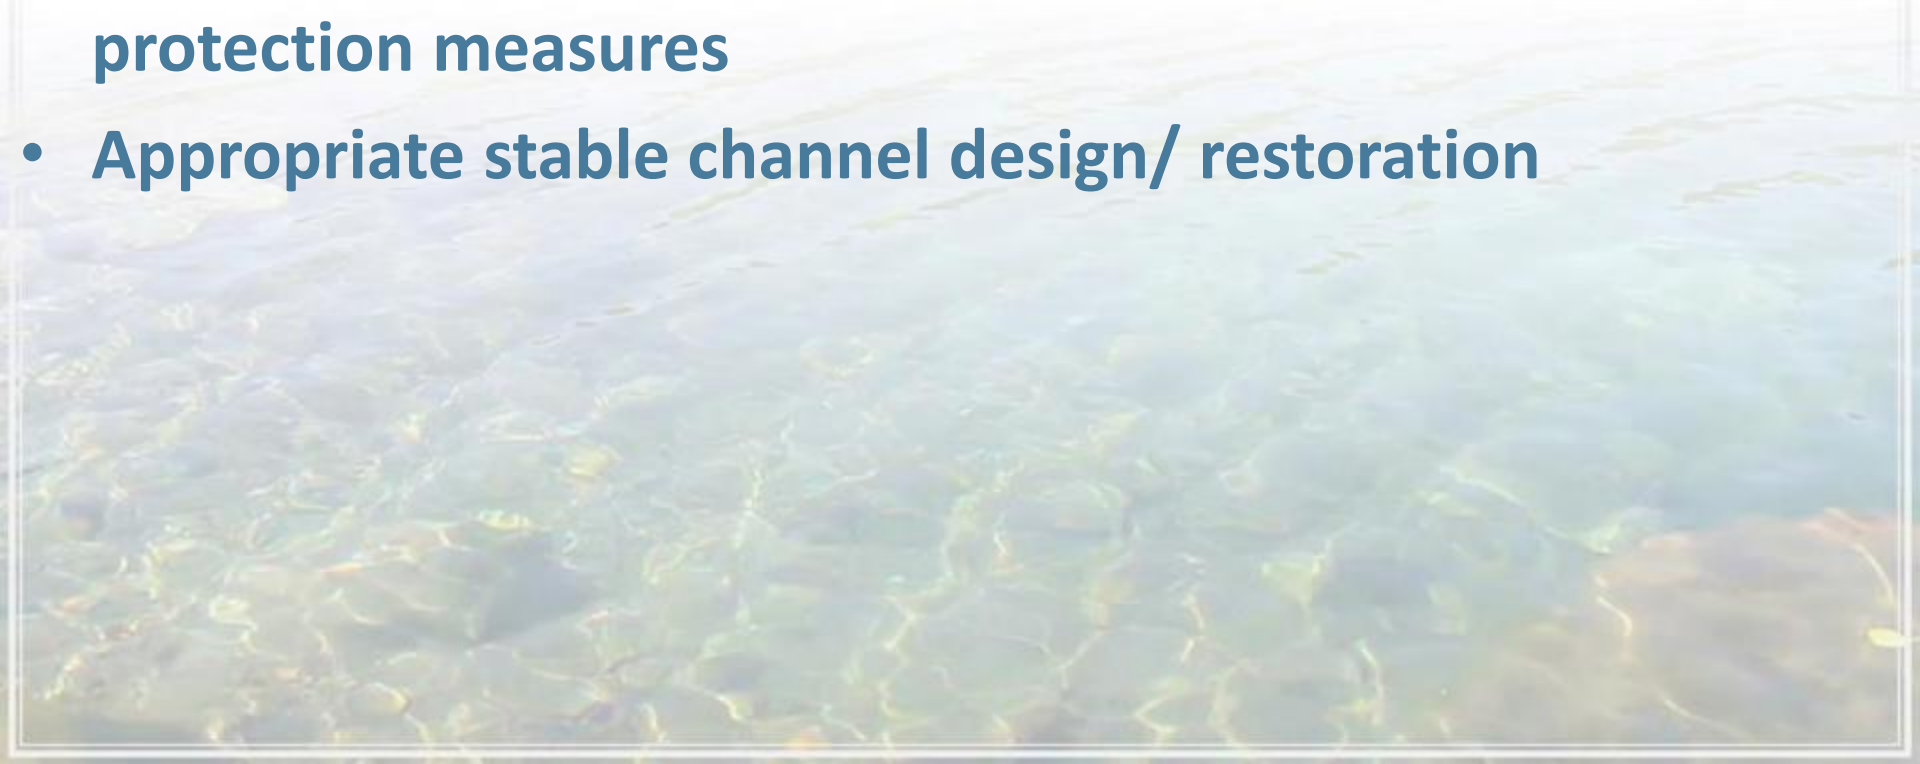 protection measures
• Appropriate stable channel design/ restoration